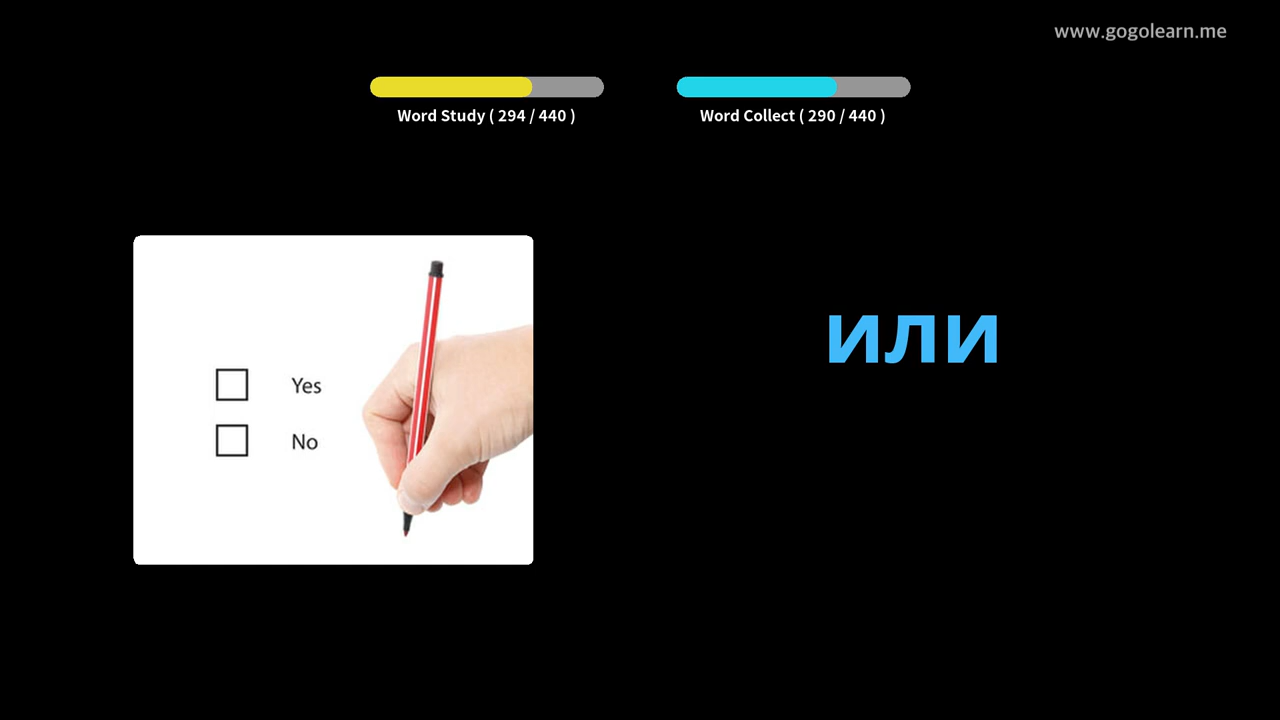 www.gogolearn.me
Word Study ( 294 / 440 )
Word Collect ( 290 / 440 )
Yes
No
или